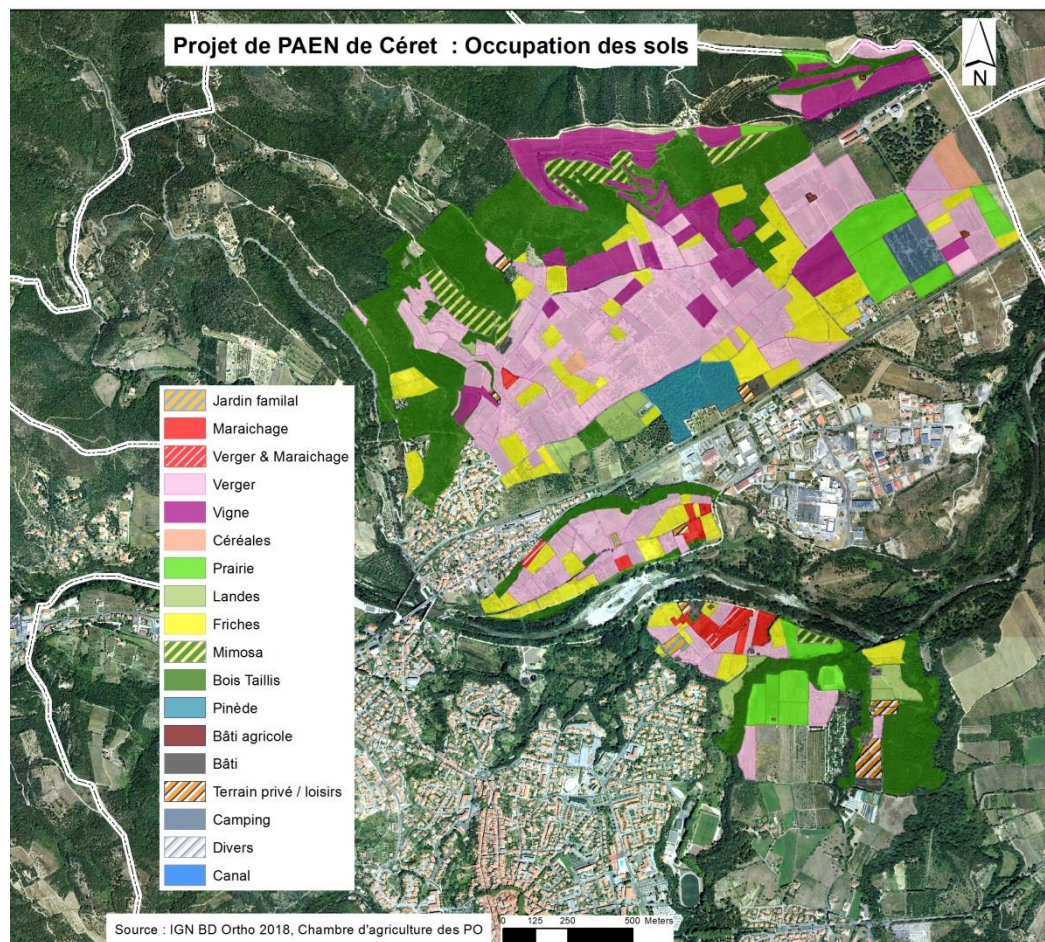 Projet de PAEN de Céret : Occupation des sols
N
Jardin familal
Maraichage
Verger & Maraichage
Verger
Vigne
Céréales
Prairie
Landes
Friches
Mimosa
Bois Taillis
Pinède
Bâti agricole
Bâti
Terrain privé / loisirs
Camping
Divers
Canal
Source : IGN BD Ortho 2018, Chambre d'agriculture des PO
0 125 250 500 Meters